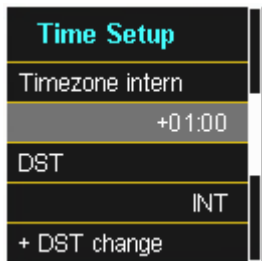 Time Setup
Timezone intern
+01:00
DST
INT
+ DST change